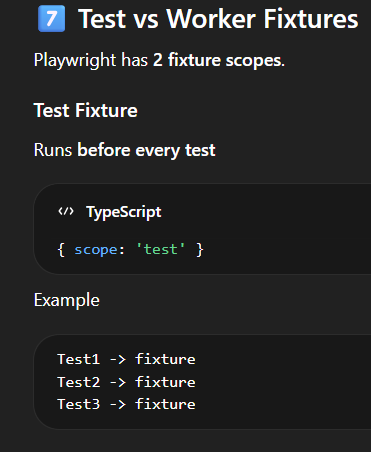 7 Test vs Worker Fixtures
Playwright has 2 fixture scopes.
Test Fixture
Runs before every test
</> TypeScript
{ scope: 'test' }
Example
Test1 -> fixture
Test2 -> fixture
Test3 -> fixture